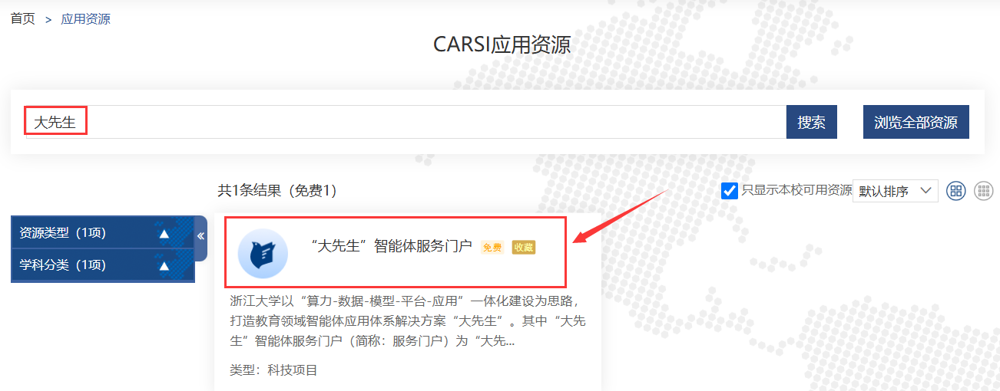 首页 > 应用资源
CARSI应用资源
大先生 搜索 浏览全部资源
共1条结果（免费1） 只显示本校可用资源 默认排序
资源类型（1项） «
学科分类（1项）
“大先生”智能体服务门户 免费 收藏
浙江大学以“算力-数据-模型-平台-应用”一体化建设为思路，
打造教育领域智能体应用体系解决方案“大先生”。其中“大先
生”智能体服务门户（简称：服务门户）为“大先...
类型：科技项目